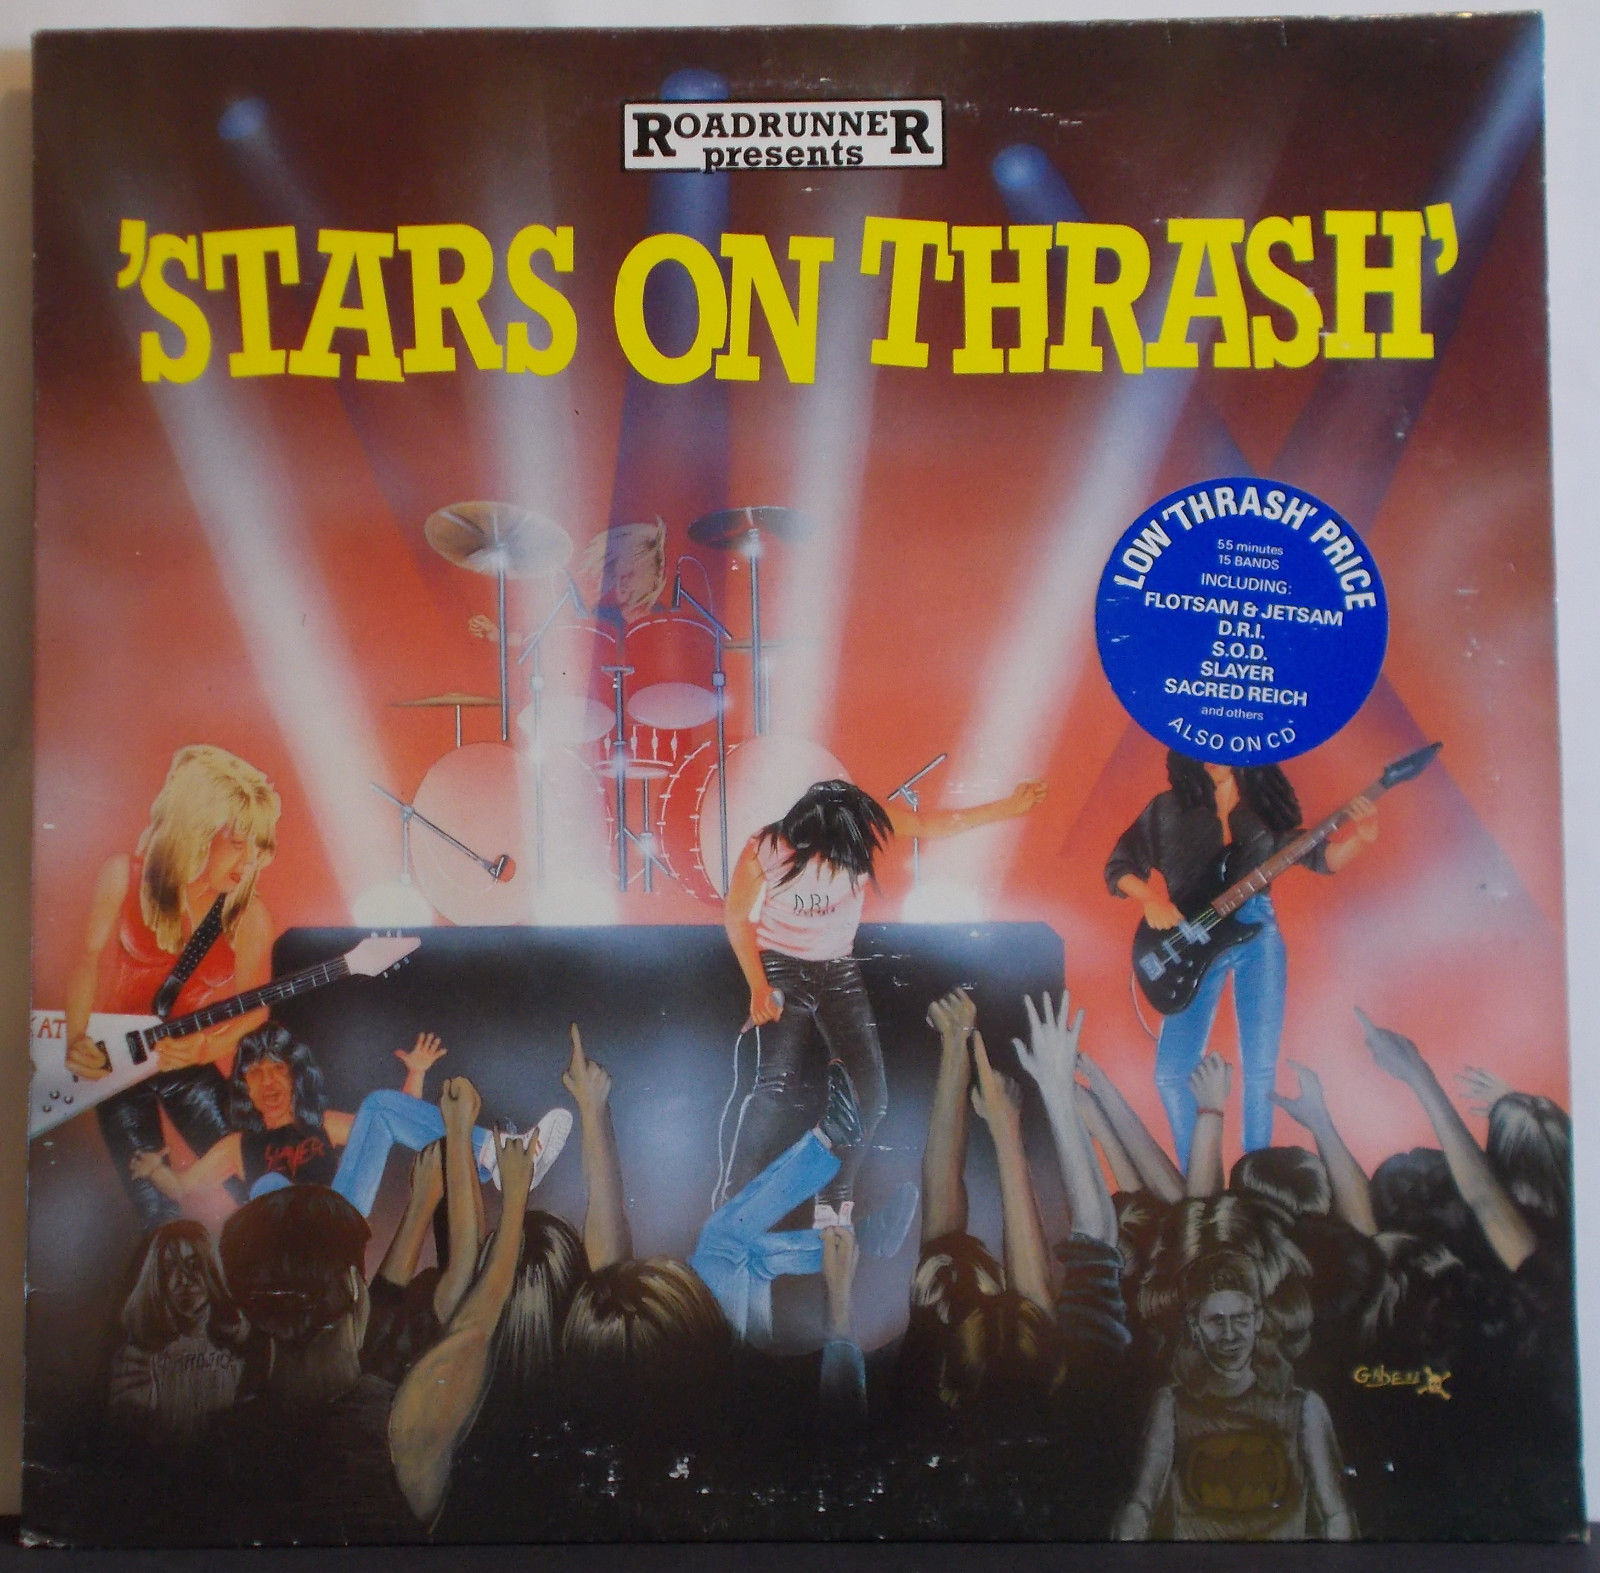 ROADRUNNER
presents
'STARS ON THRASH'
LOW 'THRASH' PRICE
55 minutes
15 BANDS
INCLUDING:
FLOTSAM & JETSAM
D.R.I.
S.O.D.
SLAYER
SACRED REICH
and others
ALSO ON CD
D.R.I.
KAT
SLAYER